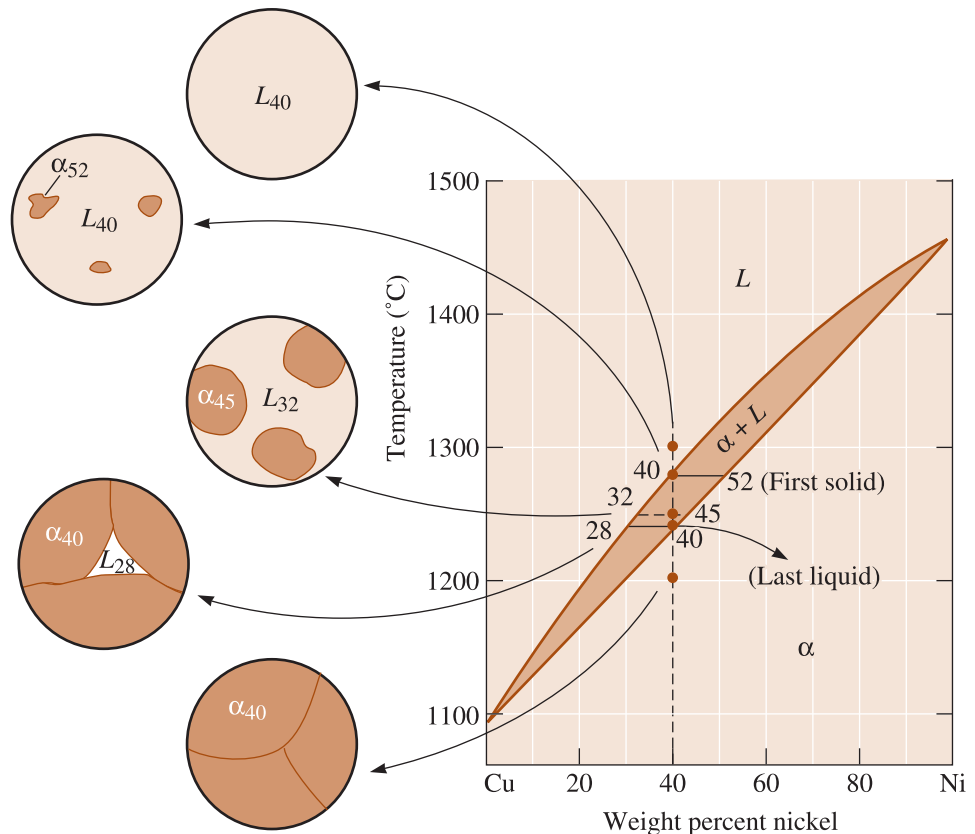 L40
α52
L40
α45
L32
α40
L28
α40
Temperature (°C)
1500
1400
1300
1200
1100
L
α + L
40
52 (First solid)
32
45
28
40
(Last liquid)
α
Cu
20
40
60
80
Ni
Weight percent nickel